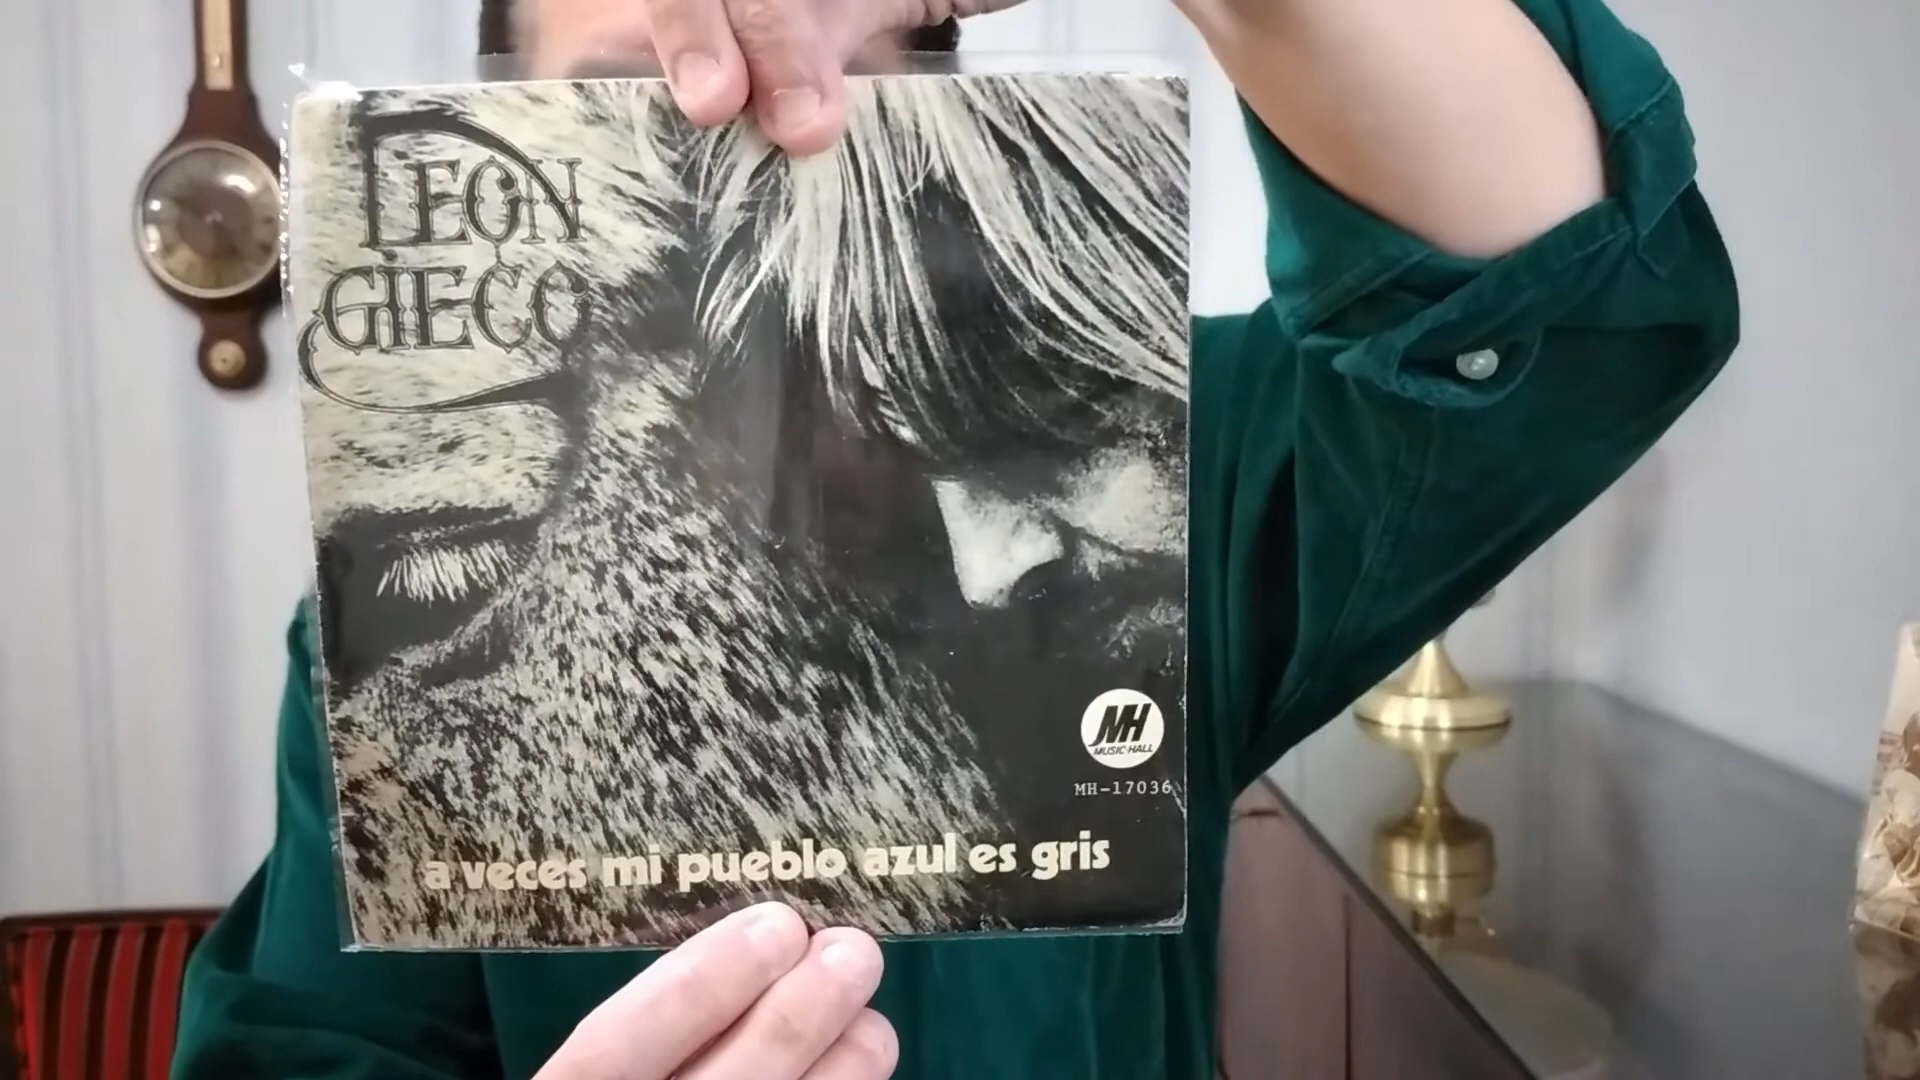 LEON
GIECO
MH
MUSIC HALL
MH-17036
a veces mi pueblo azul es gris